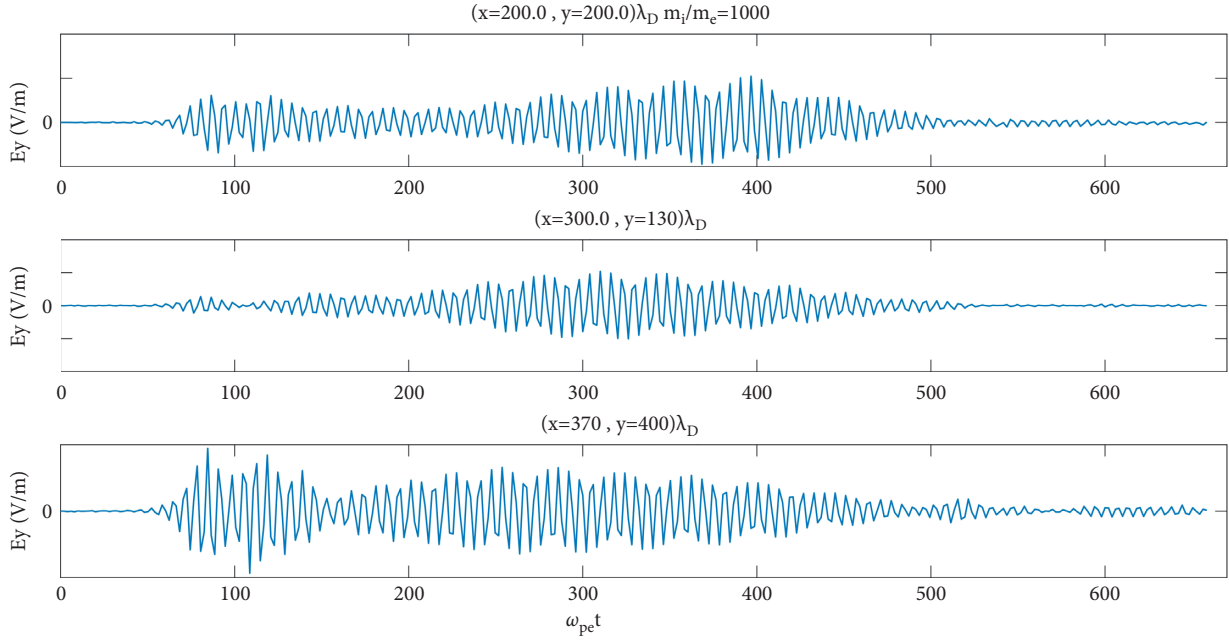 (x=200.0 , y=200.0)λ_D m_i/m_e=1000
Ey (V/m)
0
0 100 200 300 400 500 600
(x=300.0 , y=130)λ_D
Ey (V/m)
0
0 100 200 300 400 500 600
(x=370 , y=400)λ_D
Ey (V/m)
0
0 100 200 300 400 500 600
ω_pe t